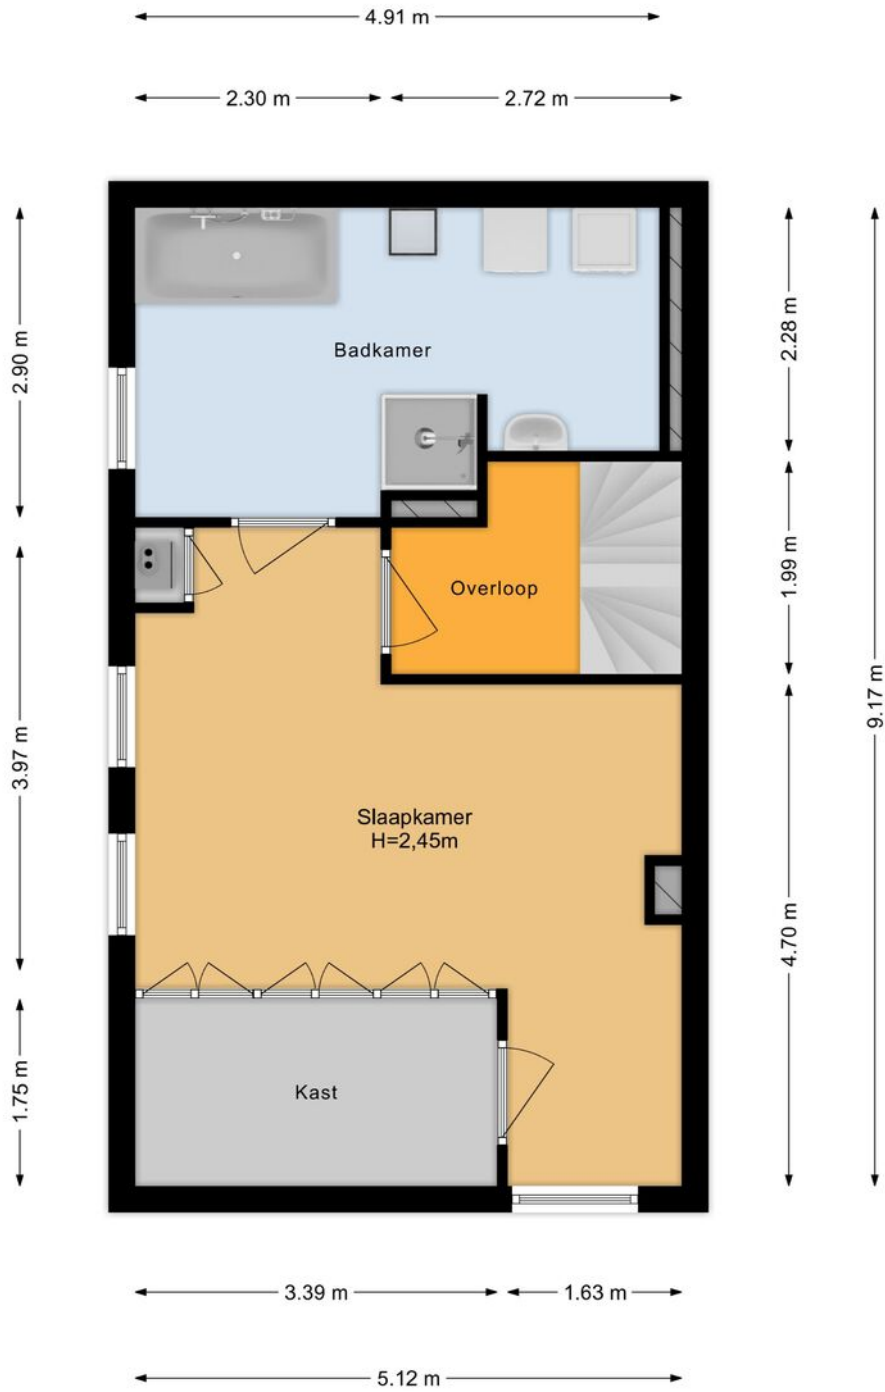 4.91 m
2.30 m
2.72 m
2.90 m
2.28 m
Badkamer
1.99 m
Overloop
9.17 m
3.97 m
Slaapkamer
H=2,45m
4.70 m
1.75 m
Kast
3.39 m
1.63 m
5.12 m